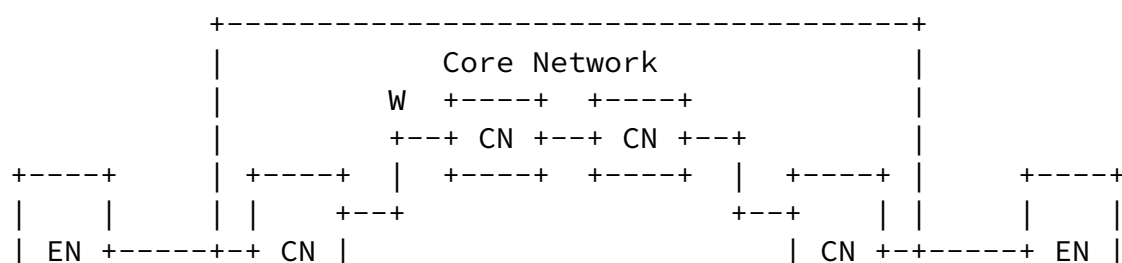 +---------------------------------------+
|            Core Network              |
|         W  +----+  +----+            |
|         +--+ CN +--+ CN +--+         |
+----+     | +----+  |  +----+  +----+  |  +----+ |     +----+
|    |     | |    +--+                  +--+    | |     |    |
| EN +-----+-+ CN |                        | CN +-+-----+ EN |